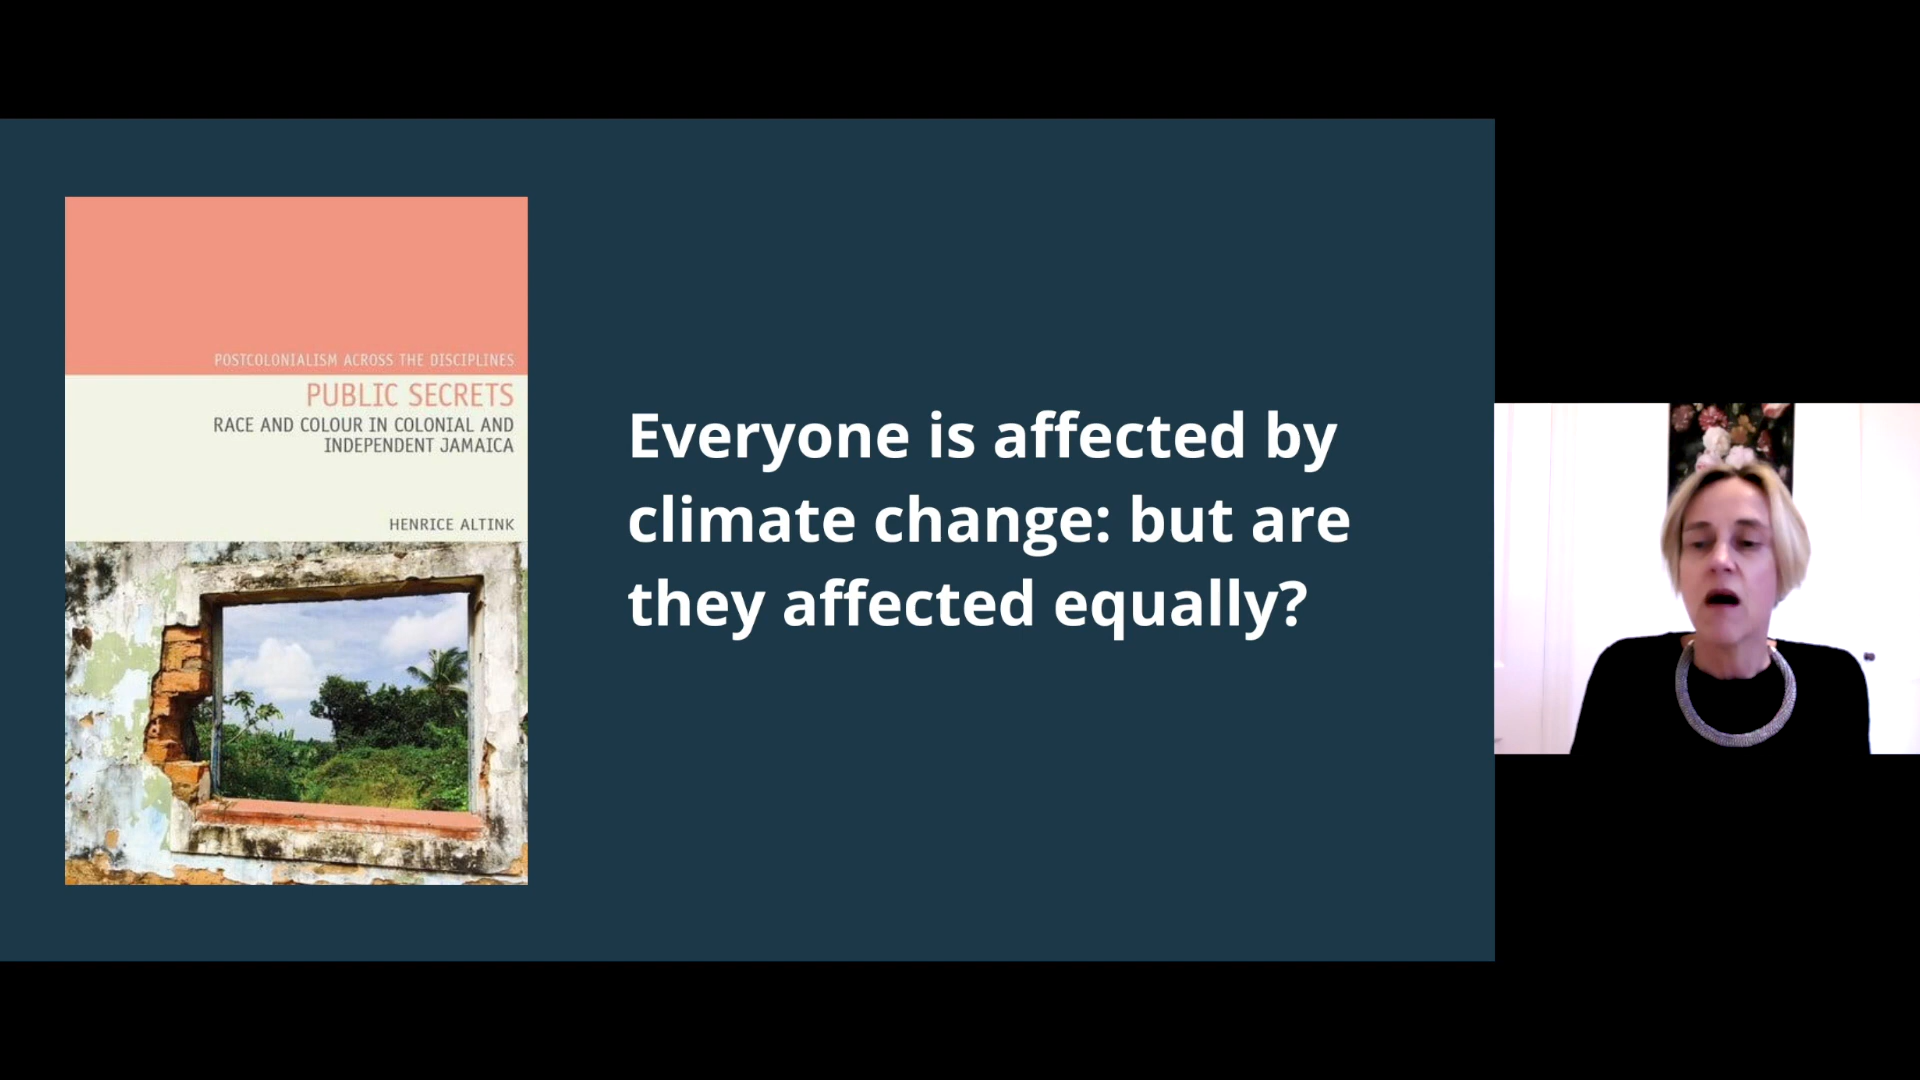 POSTCOLONIALISM ACROSS THE DISCIPLINES
PUBLIC SECRETS
RACE AND COLOUR IN COLONIAL AND
INDEPENDENT JAMAICA
HENRICE ALTINK
Everyone is affected by
climate change: but are
they affected equally?